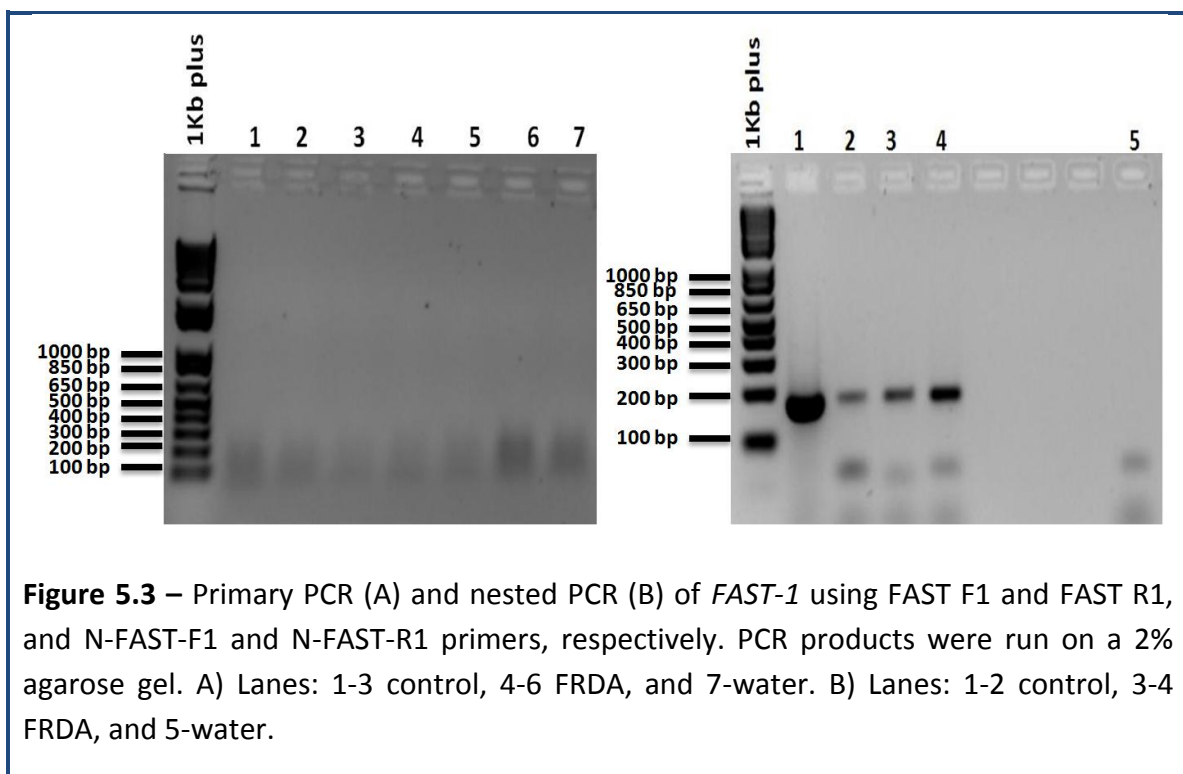 1Kb plus
1 2 3 4 5 6 7
1000 bp
850 bp
650 bp
500 bp
400 bp
300 bp
200 bp
100 bp
1Kb plus
1 2 3 4 5
1000 bp
850 bp
650 bp
500 bp
400 bp
300 bp
200 bp
100 bp
Figure 5.3 – Primary PCR (A) and nested PCR (B) of FAST-1 using FAST F1 and FAST R1,
and N-FAST-F1 and N-FAST-R1 primers, respectively. PCR products were run on a 2%
agarose gel. A) Lanes: 1-3 control, 4-6 FRDA, and 7-water. B) Lanes: 1-2 control, 3-4
FRDA, and 5-water.